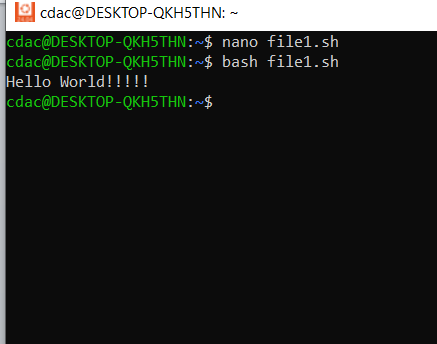 cdac@DESKTOP-QKH5THN: ~
cdac@DESKTOP-QKH5THN:~$ nano file1.sh
cdac@DESKTOP-QKH5THN:~$ bash file1.sh
Hello World!!!!!
cdac@DESKTOP-QKH5THN:~$